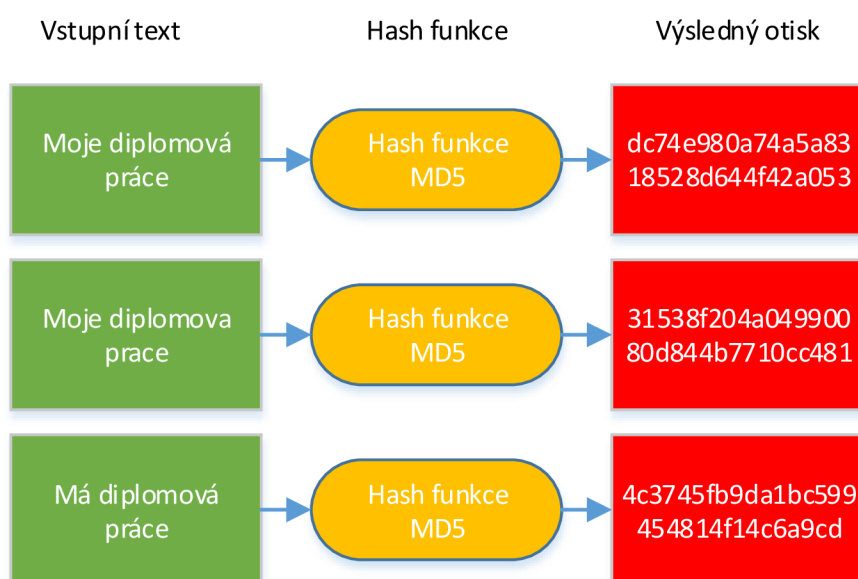 Vstupní text
Hash funkce
Výsledný otisk
Moje diplomová
práce
Hash funkce
MD5
dc74e980a74a5a83
18528d644f42a053
Moje diplomova
prace
Hash funkce
MD5
31538f204a049900
80d844b7710cc481
Má diplomová
práce
Hash funkce
MD5
4c3745fb9da1bc599
454814f14c6a9cd